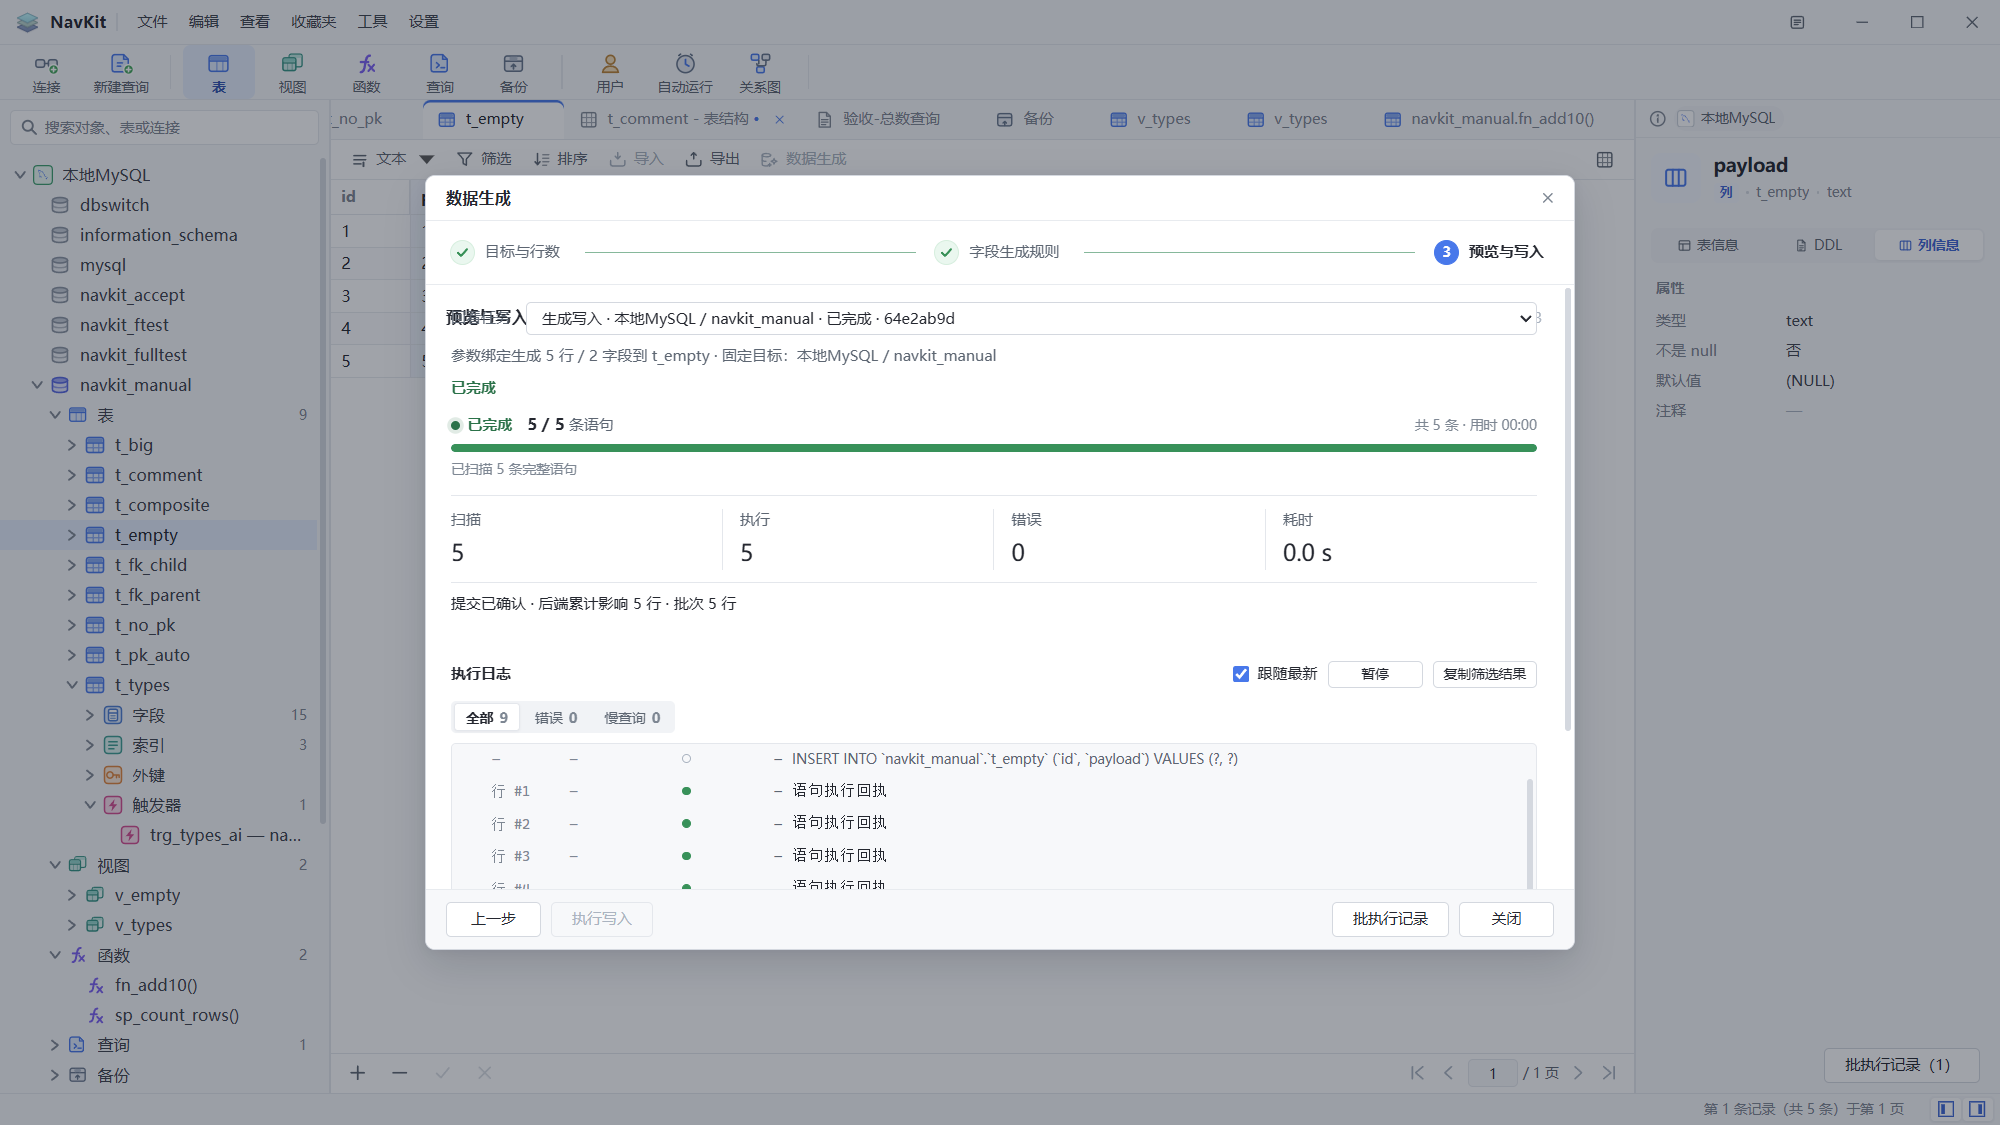 NavKit 文件 编辑 查看 收藏夹 工具 设置
连接 新建查询 表 视图 函数 查询 备份 用户 自动运行 关系图
搜索对象、表或连接
本地MySQL
dbswitch
information_schema
mysql
navkit_accept
navkit_ftest
navkit_fulltest
navkit_manual
表 9
t_big
t_comment
t_composite
t_empty
t_fk_child
t_fk_parent
t_no_pk
t_pk_auto
t_types
字段 15
索引 3
外键
触发器 1
trg_types_ai — na...
视图 2
v_empty
v_types
函数 2
fn_add10()
sp_count_rows()
查询 1
备份
_no_pk t_empty t_comment - 表结构 • × 验收-总数查询 备份 v_types v_types navkit_manual.fn_add10()
文本 筛选 排序 导入 导出 数据生成
id
1
2
3
4
5
数据生成 ×
目标与行数 字段生成规则 3 预览与写入
预览与写入
生成写入 · 本地MySQL / navkit_manual · 已完成 · 64e2ab9d
参数绑定生成 5 行 / 2 字段到 t_empty · 固定目标：本地MySQL / navkit_manual
已完成
已完成 5 / 5 条语句 共 5 条 · 用时 00:00
已扫描 5 条完整语句
扫描 执行 错误 耗时
5 5 0 0.0 s
提交已确认 · 后端累计影响 5 行 · 批次 5 行
执行日志 跟随最新 暂停 复制筛选结果
全部 9 错误 0 慢查询 0
– – – INSERT INTO `navkit_manual`.`t_empty` (`id`, `payload`) VALUES (?, ?)
行 #1 – – 语句执行回执
行 #2 – – 语句执行回执
行 #3 – – 语句执行回执
行 #4 – – 语句执行回执
上一步 执行写入 批执行记录 关闭
1 / 1 页
本地MySQL
payload
列 · t_empty · text
表信息 DDL 列信息
属性
类型 text
不是 null 否
默认值 (NULL)
注释 —
批执行记录（1）
第 1 条记录（共 5 条）于第 1 页